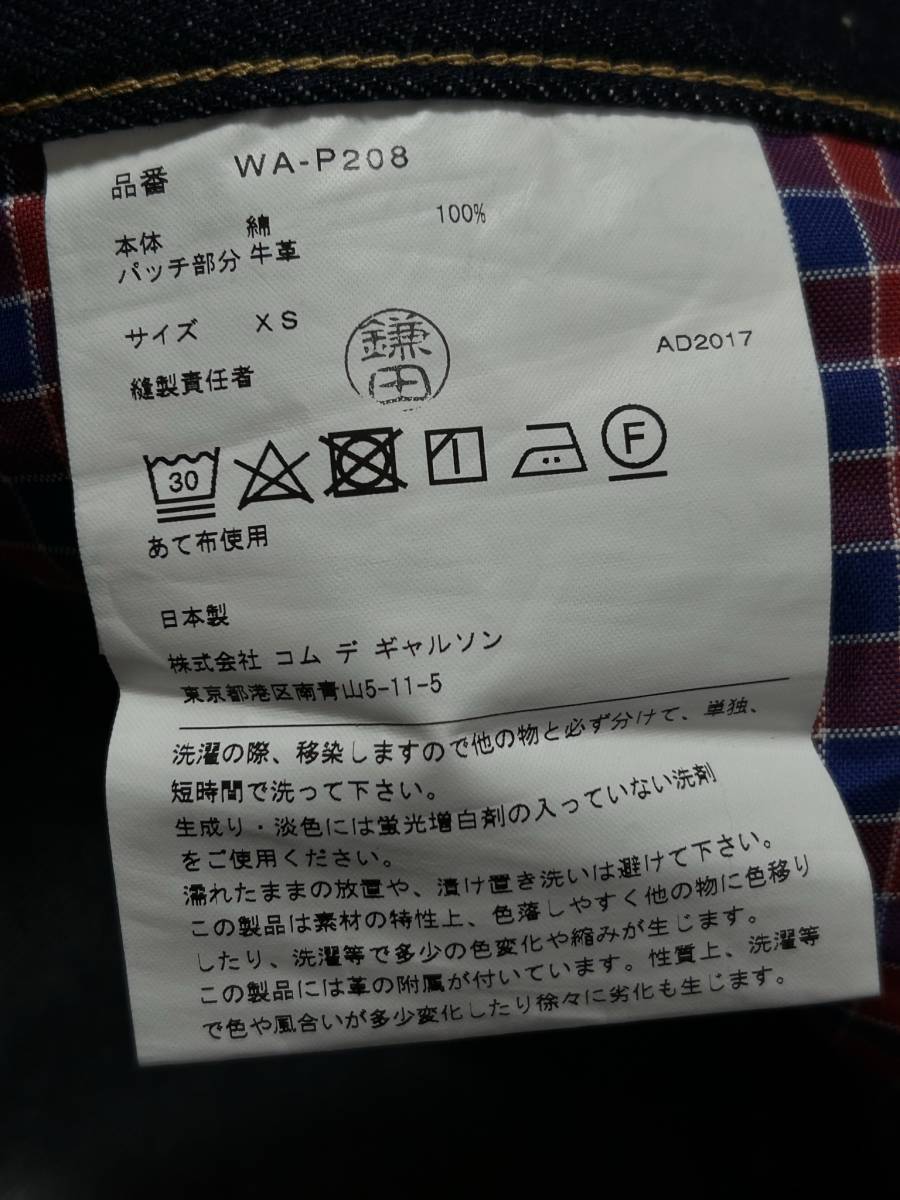 品番 WA-P208
本体 綿 100%
パッチ部分 牛革
サイズ XS
縫製責任者 鎌田
AD2017
30 F
あて布使用
日本製
株式会社 コム デ ギャルソン
東京都港区南青山5-11-5
洗濯の際、移染しますので他の物と必ず分けて、単独、
短時間で洗って下さい。
生成り・淡色には蛍光増白剤の入っていない洗剤
をご使用ください。
濡れたままの放置や、漬け置き洗いは避けて下さい。
この製品は素材の特性上、色落しやすく他の物に色移り
したり、洗濯等で多少の色変化や縮みが生じます。
この製品には革の附属が付いています。性質上、洗濯等
で色や風合いが多少変化したり徐々に劣化も生じます。